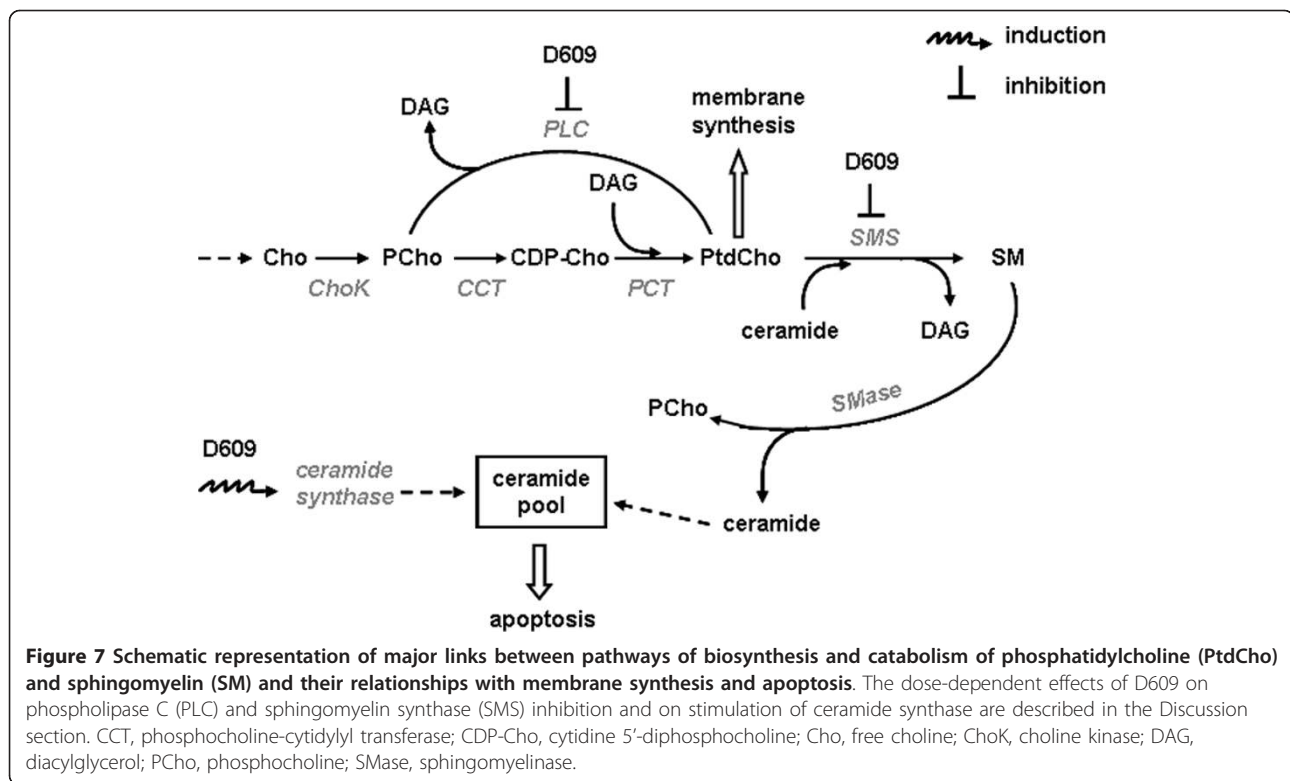 induction
inhibition
D609
DAG
PLC
membrane
synthesis
DAG
D609
SMS
Cho
PCho
CDP-Cho
PtdCho
SM
ChoK
CCT
PCT
ceramide
DAG
PCho
SMase
D609
ceramide
synthase
ceramide
pool
ceramide
apoptosis
Figure 7 Schematic representation of major links between pathways of biosynthesis and catabolism of phosphatidylcholine (PtdCho)
and sphingomyelin (SM) and their relationships with membrane synthesis and apoptosis. The dose-dependent effects of D609 on
phospholipase C (PLC) and sphingomyelin synthase (SMS) inhibition and on stimulation of ceramide synthase are described in the Discussion
section. CCT, phosphocholine-cytidylyl transferase; CDP-Cho, cytidine 5′-diphosphocholine; Cho, free choline; ChoK, choline kinase; DAG,
diacylglycerol; PCho, phosphocholine; SMase, sphingomyelinase.